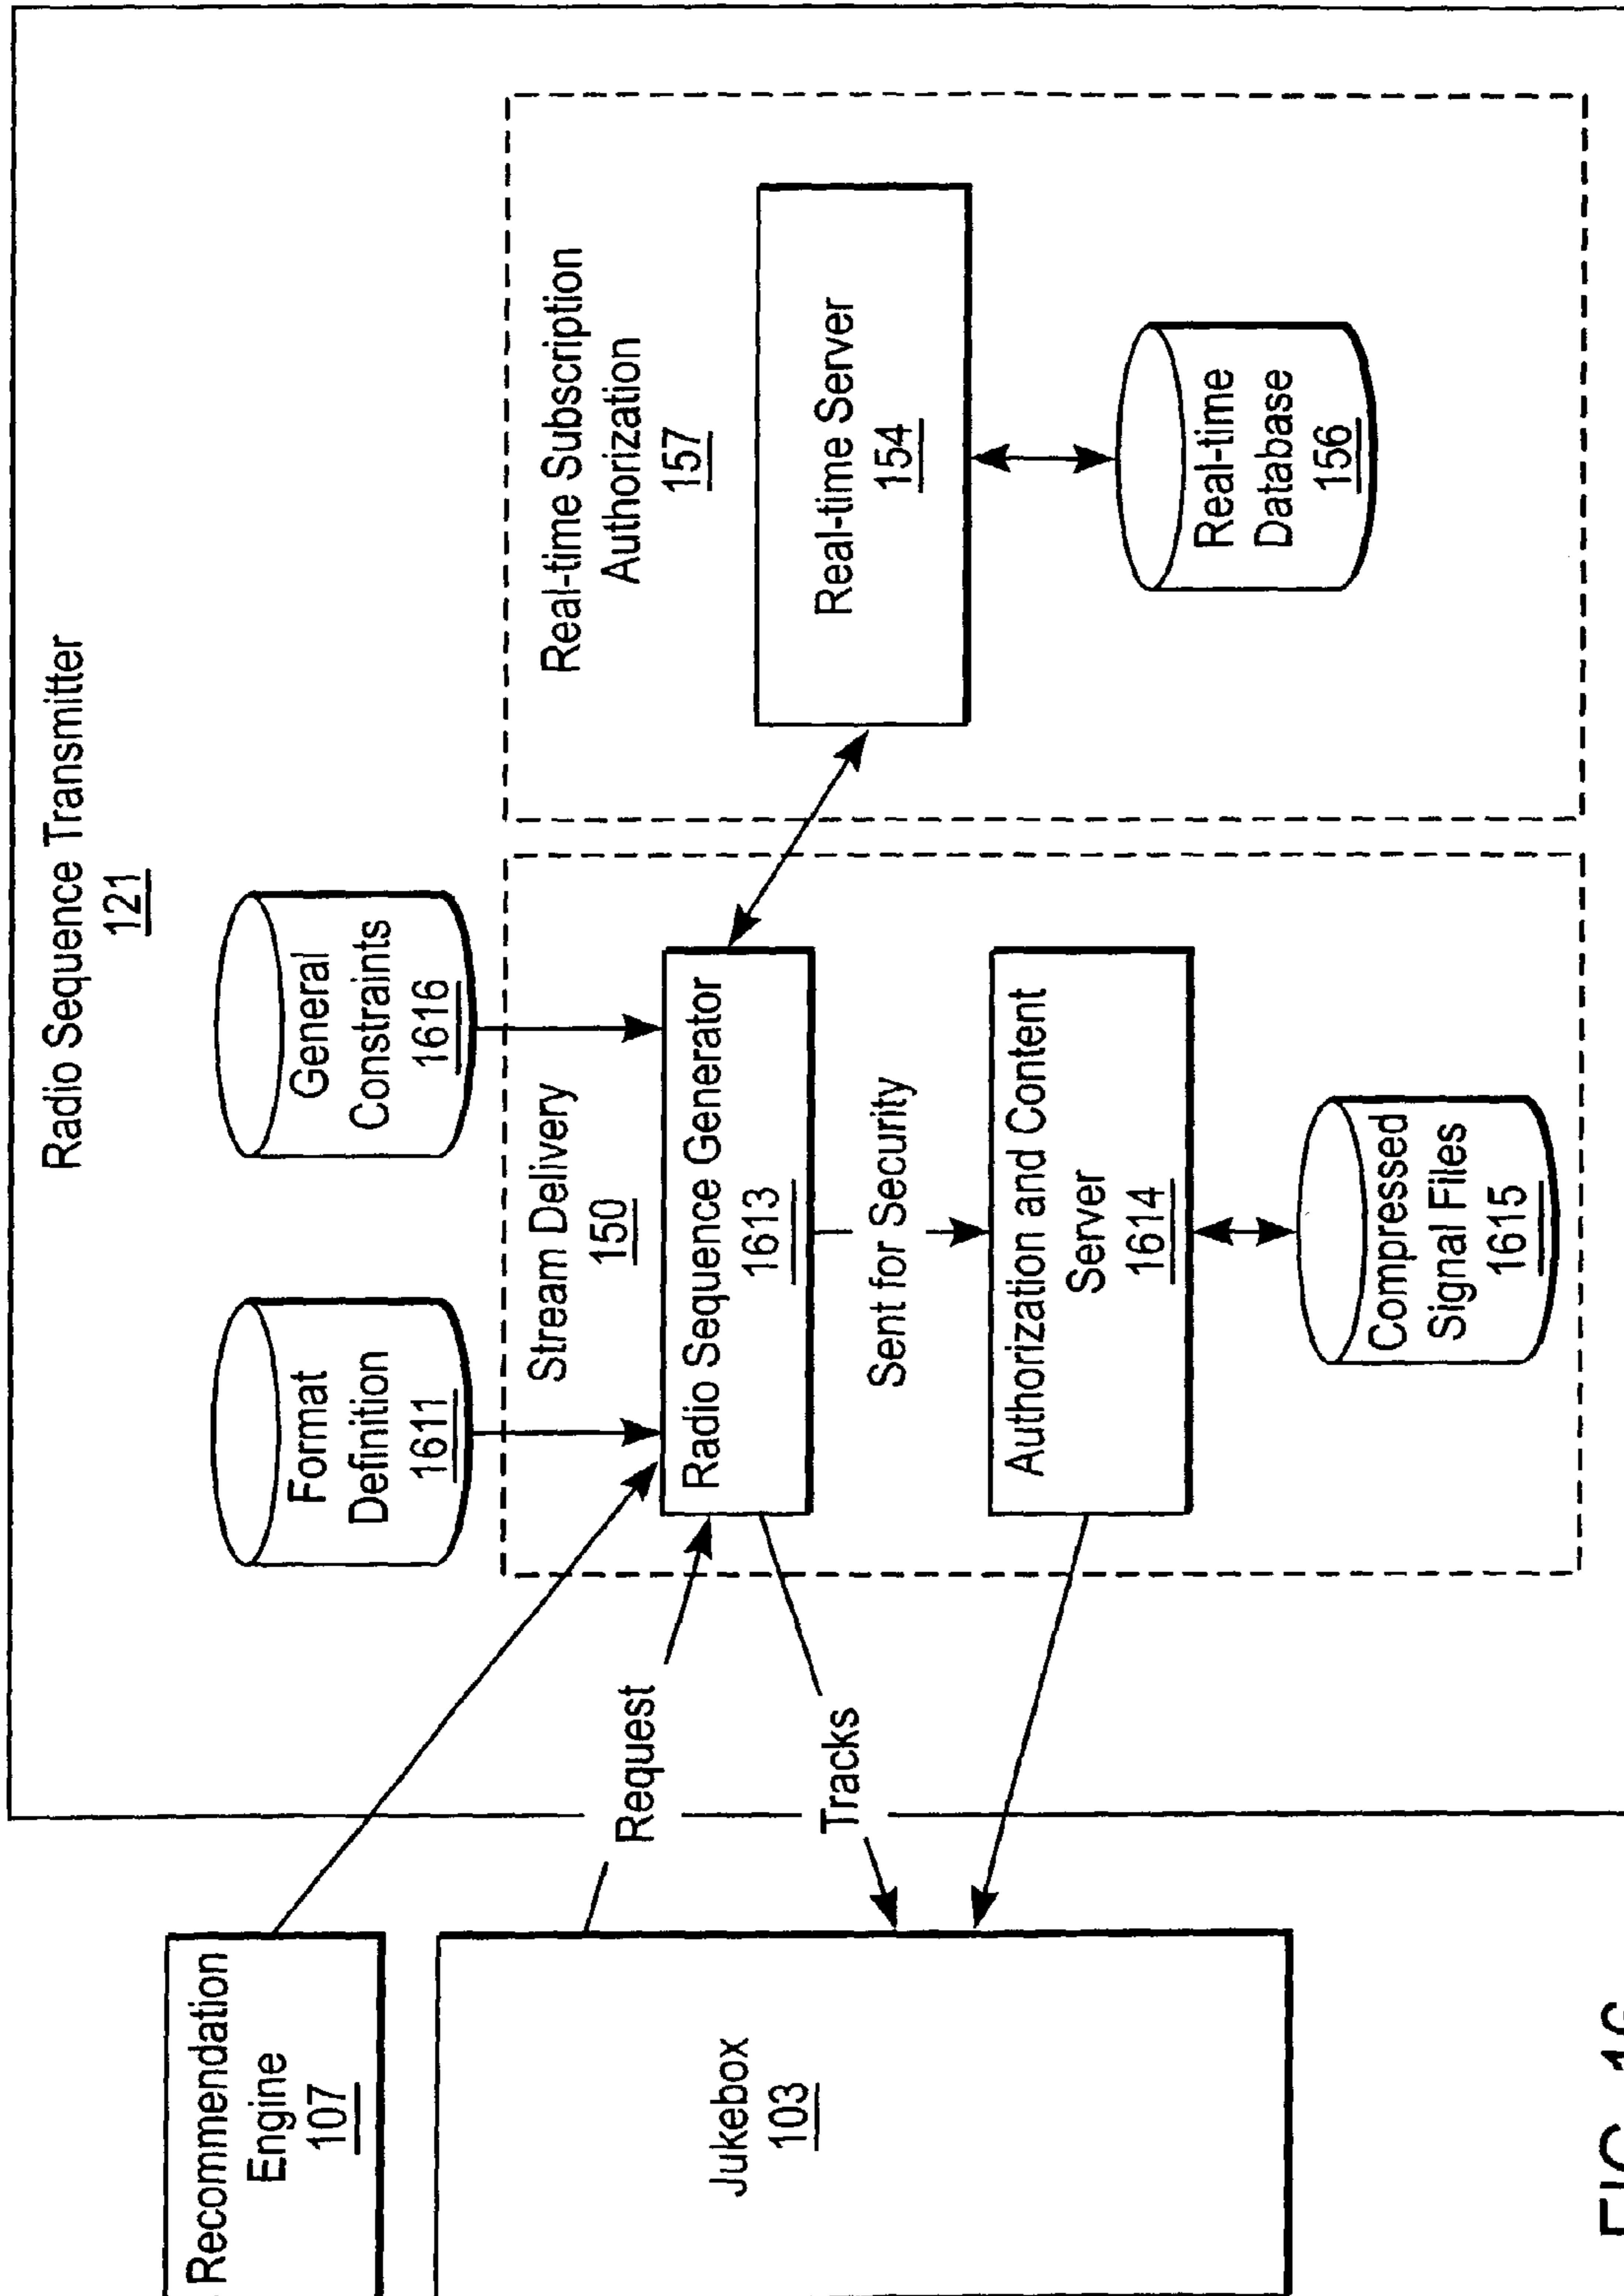 Radio Sequence Transmitter
121
Recommendation
Engine
107
Jukebox
103
Request
Tracks
Format
Definition
1611
General
Constraints
1616
Stream Delivery
150
Radio Sequence Generator
1613
Sent for Security
Authorization and Content
Server
1614
Compressed
Signal Files
1615
Real-time Subscription
Authorization
157
Real-time Server
154
Real-time
Database
156